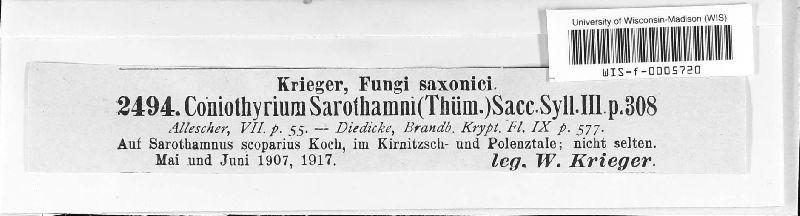 University of Wisconsin-Madison (WIS)
WIS-f-0005720
Krieger, Fungi saxonici.
2494. Coniothyrium Sarothamni (Thüm.) Sacc. Syll. III. p. 308
Allescher, VII. p. 55. — Diedicke, Brandb. Krypt. Fl. IX p. 577.
Auf Sarothamnus scoparius Koch, im Kirnitzsch- und Polenztale; nicht selten.
Mai und Juni 1907, 1917. leg. W. Krieger.